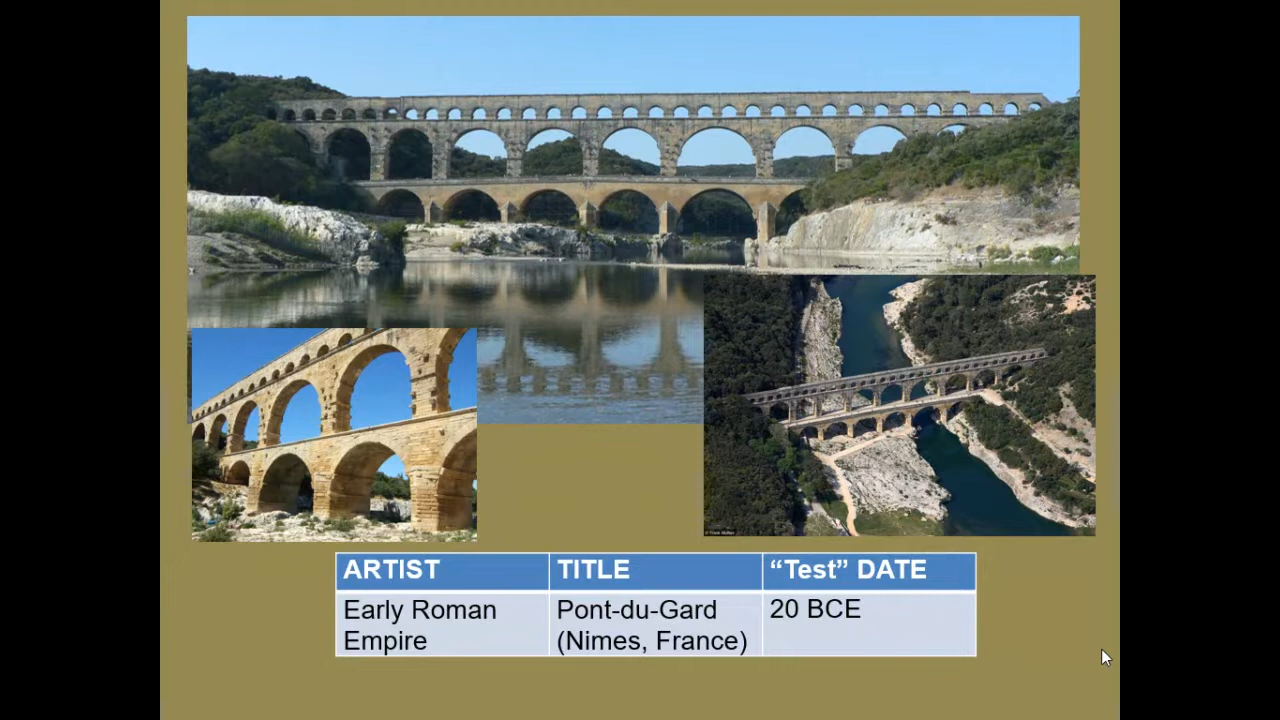 ARTIST TITLE “Test” DATE
Early Roman Pont-du-Gard 20 BCE
Empire (Nimes, France)